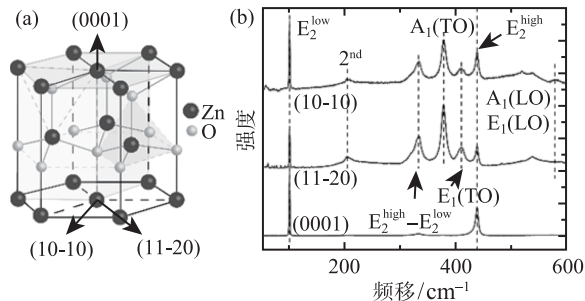 (a)
(0001)
Zn
O
(10-10)
(11-20)
(b)
E₂ˡᵒʷ
2ⁿᵈ
A₁(TO)
E₂ʰⁱᵍʰ
(10-10)
A₁(LO)
E₁(LO)
(11-20)
E₁(TO)
E₂ʰⁱᵍʰ–E₂ˡᵒʷ
(0001)
强度
200
400
600
频移/cm⁻¹